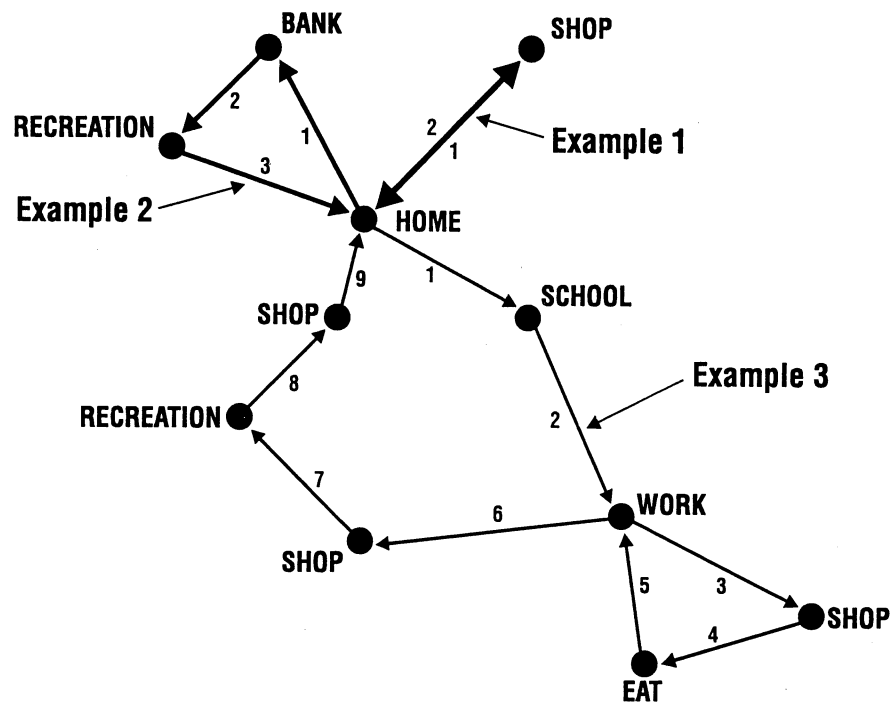 BANK
SHOP
2
RECREATION
1
2
1
Example 1
3
Example 2
HOME
9
1
SHOP
SCHOOL
8
Example 3
RECREATION
2
7
WORK
6
SHOP
5
3
SHOP
4
EAT